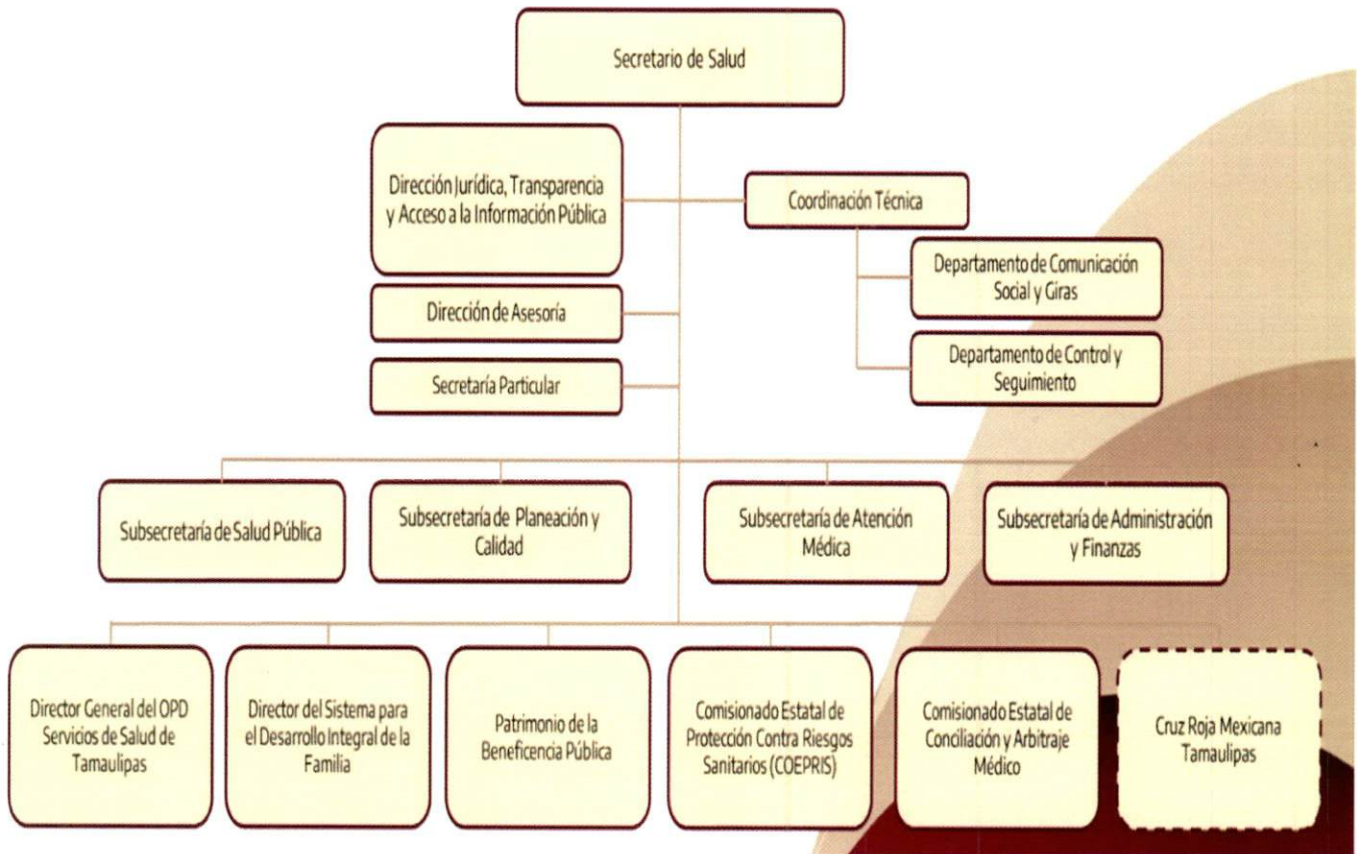 Secretario de Salud
Dirección Jurídica, Transparencia
y Acceso a la Información Pública
Coordinación Técnica
Departamento de Comunicación
Social y Giras
Dirección de Asesoría
Departamento de Control y
Seguimiento
Secretaría Particular
Subsecretaría de Salud Pública
Subsecretaría de Planeación y
Calidad
Subsecretaría de Atención
Médica
Subsecretaría de Administración
y Finanzas
Director General del OPD
Servicios de Salud de
Tamaulipas
Director del Sistema para
el Desarrollo Integral de la
Familia
Patrimonio de la
Beneficencia Pública
Comisionado Estatal de
Protección Contra Riesgos
Sanitarios (COEPRIS)
Comisionado Estatal de
Conciliación y Arbitraje
Médico
Cruz Roja Mexicana
Tamaulipas